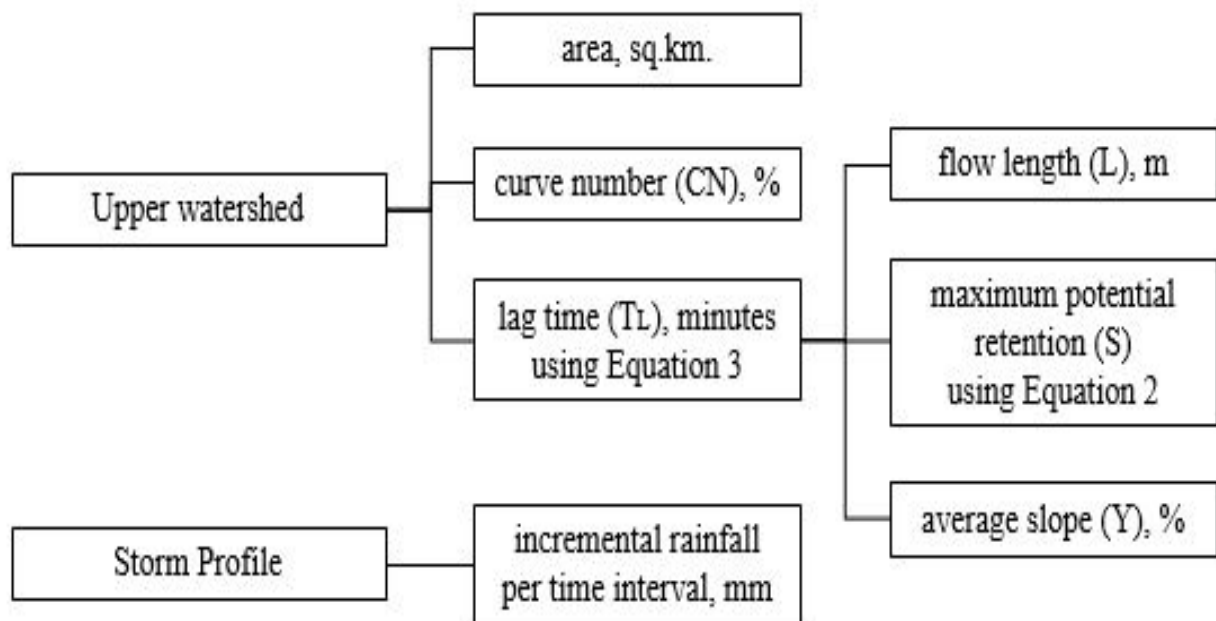 area, sq.km.
Upper watershed
curve number (CN), %
lag time (TL), minutes
using Equation 3
flow length (L), m
maximum potential
retention (S)
using Equation 2
average slope (Y), %
Storm Profile
incremental rainfall
per time interval, mm